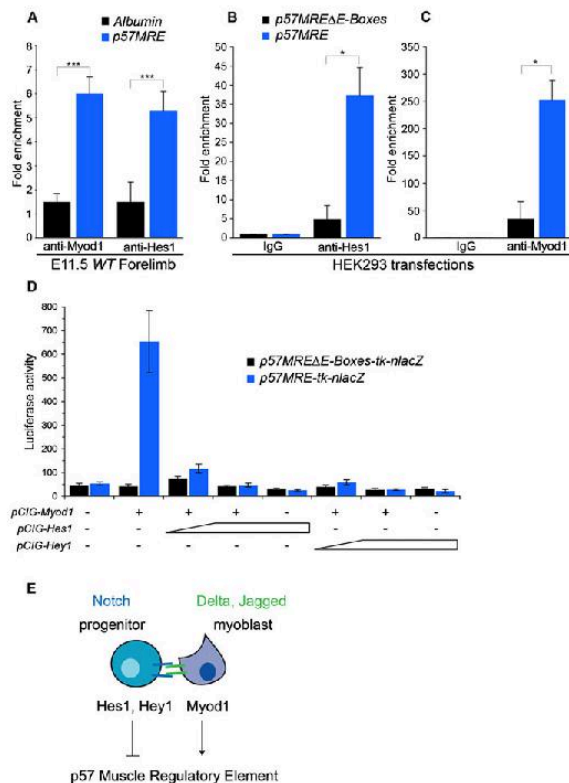 A
Albumin
p57MRE
Fold enrichment
8
7
6
5
4
3
2
1
0
***
***
anti-Myod1 anti-Hes1
E11.5 WT Forelimb
B
p57MREΔE-Boxes
p57MRE
Fold enrichment
50
45
40
35
30
25
20
15
10
5
0
*
IgG anti-Hes1
C
Fold enrichment
350
300
250
200
150
100
50
0
*
IgG anti-Myod1
HEK293 transfections
D
Luciferase activity
800
700
600
500
400
300
200
100
0
p57MREΔE-Boxes-tk-nlacZ
p57MRE-tk-nlacZ
pCIG-Myod1 - + + + - + + -
pCIG-Hes1 - - - - -
pCIG-Hey1 - - - - -
E
Notch Delta, Jagged
progenitor myoblast
Hes1, Hey1 Myod1
p57 Muscle Regulatory Element